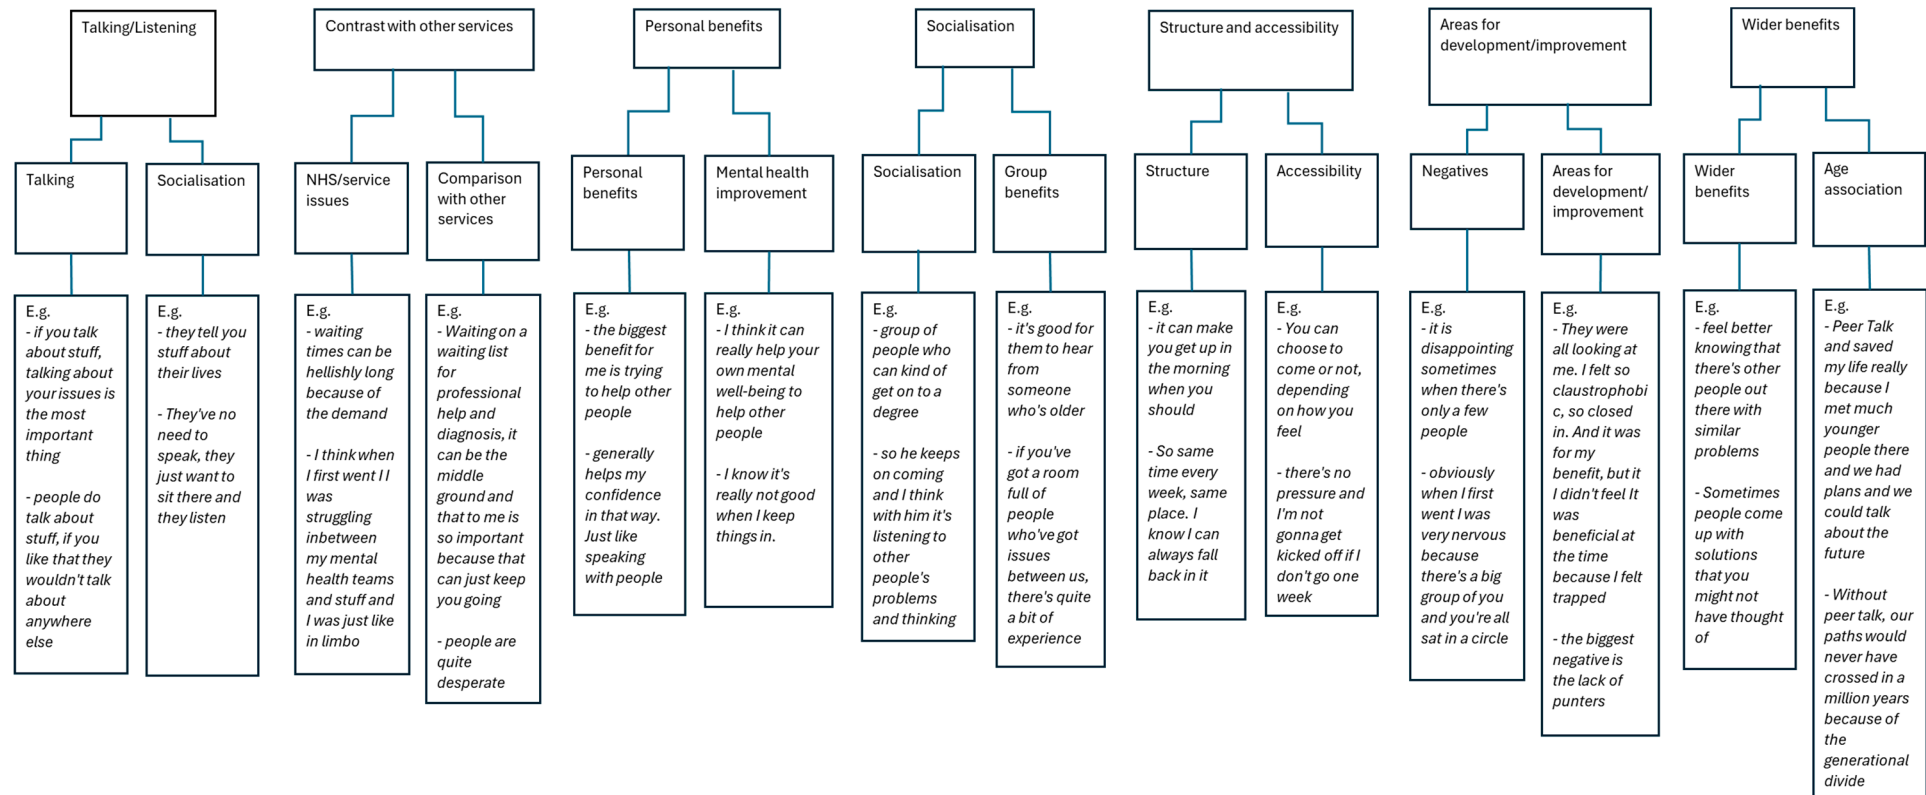 Talking/Listening
Contrast with other services
Personal benefits
Socialisation
Structure and accessibility
Areas for
development/improvement
Wider benefits
Talking
Socialisation
NHS/service
issues
Comparison
with other
services
Personal
benefits
Mental health
improvement
Socialisation
Group
benefits
Structure
Accessibility
Negatives
Areas for
development/
improvement
Wider
benefits
Age
association
E.g.
- if you talk
about stuff,
talking about
your issues is
the most
important
thing
- people do
talk about
stuff, if you
like that they
wouldn't talk
about
anywhere
else
E.g.
- they tell you
stuff about
their lives
- They've no
need to
speak, they
just want to
sit there and
they listen
E.g.
- waiting
times can be
hellishly long
because of
the demand
- I think when
I first went I I
was
struggling
inbetween
my mental
health teams
and stuff and
I was just like
in limbo
E.g.
- Waiting on a
waiting list
for
professional
help and
diagnosis, it
can be the
middle
ground and
that to me is
so important
because that
can just keep
you going
- people are
quite
desperate
E.g.
- the biggest
benefit for
me is trying
to help other
people
- generally
helps my
confidence
in that way.
Just like
speaking
with people
E.g.
- I think it can
really help your
own mental
well-being to
help other
people
- I know it's
really not good
when I keep
things in.
E.g.
- group of
people who
can kind of
get on to a
degree
- so he keeps
on coming
and I think
with him it's
listening to
other
people's
problems
and thinking
E.g.
- it's good for
them to hear
from
someone
who's older
- if you've
got a room
full of
people
who've got
issues
between us,
there's quite
a bit of
experience
E.g.
- it can make
you get up in
the morning
when you
should
- So same
time every
week, same
place. I
know I can
always fall
back in it
E.g.
- You can
choose to
come or not,
depending
on how you
feel
- there's no
pressure and
I'm not
gonna get
kicked off if I
don't go one
week
E.g.
- it is
disappointing
sometimes
when there's
only a few
people
- obviously
when I first
went I was
very nervous
because
there's a big
group of you
and you're all
sat in a circle
E.g.
- They were
all looking at
me. I felt so
claustrophobi
c, so closed
in. And it was
for my
benefit, but it
I didn't feel It
was
beneficial at
the time
because I felt
trapped
- the biggest
negative is
the lack of
punters
E.g.
- feel better
knowing that
there's other
people out
there with
similar
problems
- Sometimes
people come
up with
solutions
that you
might not
have thought
of
E.g.
- Peer Talk
and saved
my life really
because I
met much
younger
people there
and we had
plans and we
could talk
about the
future
- Without
peer talk, our
paths would
never have
crossed in a
million years
because of
the
generational
divide